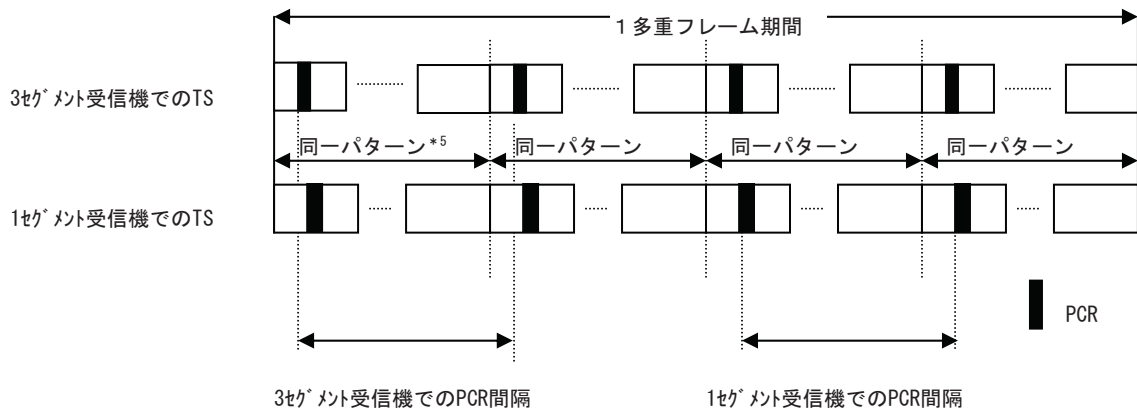 １多重フレーム期間
3ｾｸﾞﾒﾝﾄ受信機でのTS
同一パターン*5 同一パターン 同一パターン 同一パターン
1ｾｸﾞﾒﾝﾄ受信機でのTS
PCR
3ｾｸﾞﾒﾝﾄ受信機でのPCR間隔 1ｾｸﾞﾒﾝﾄ受信機でのPCR間隔